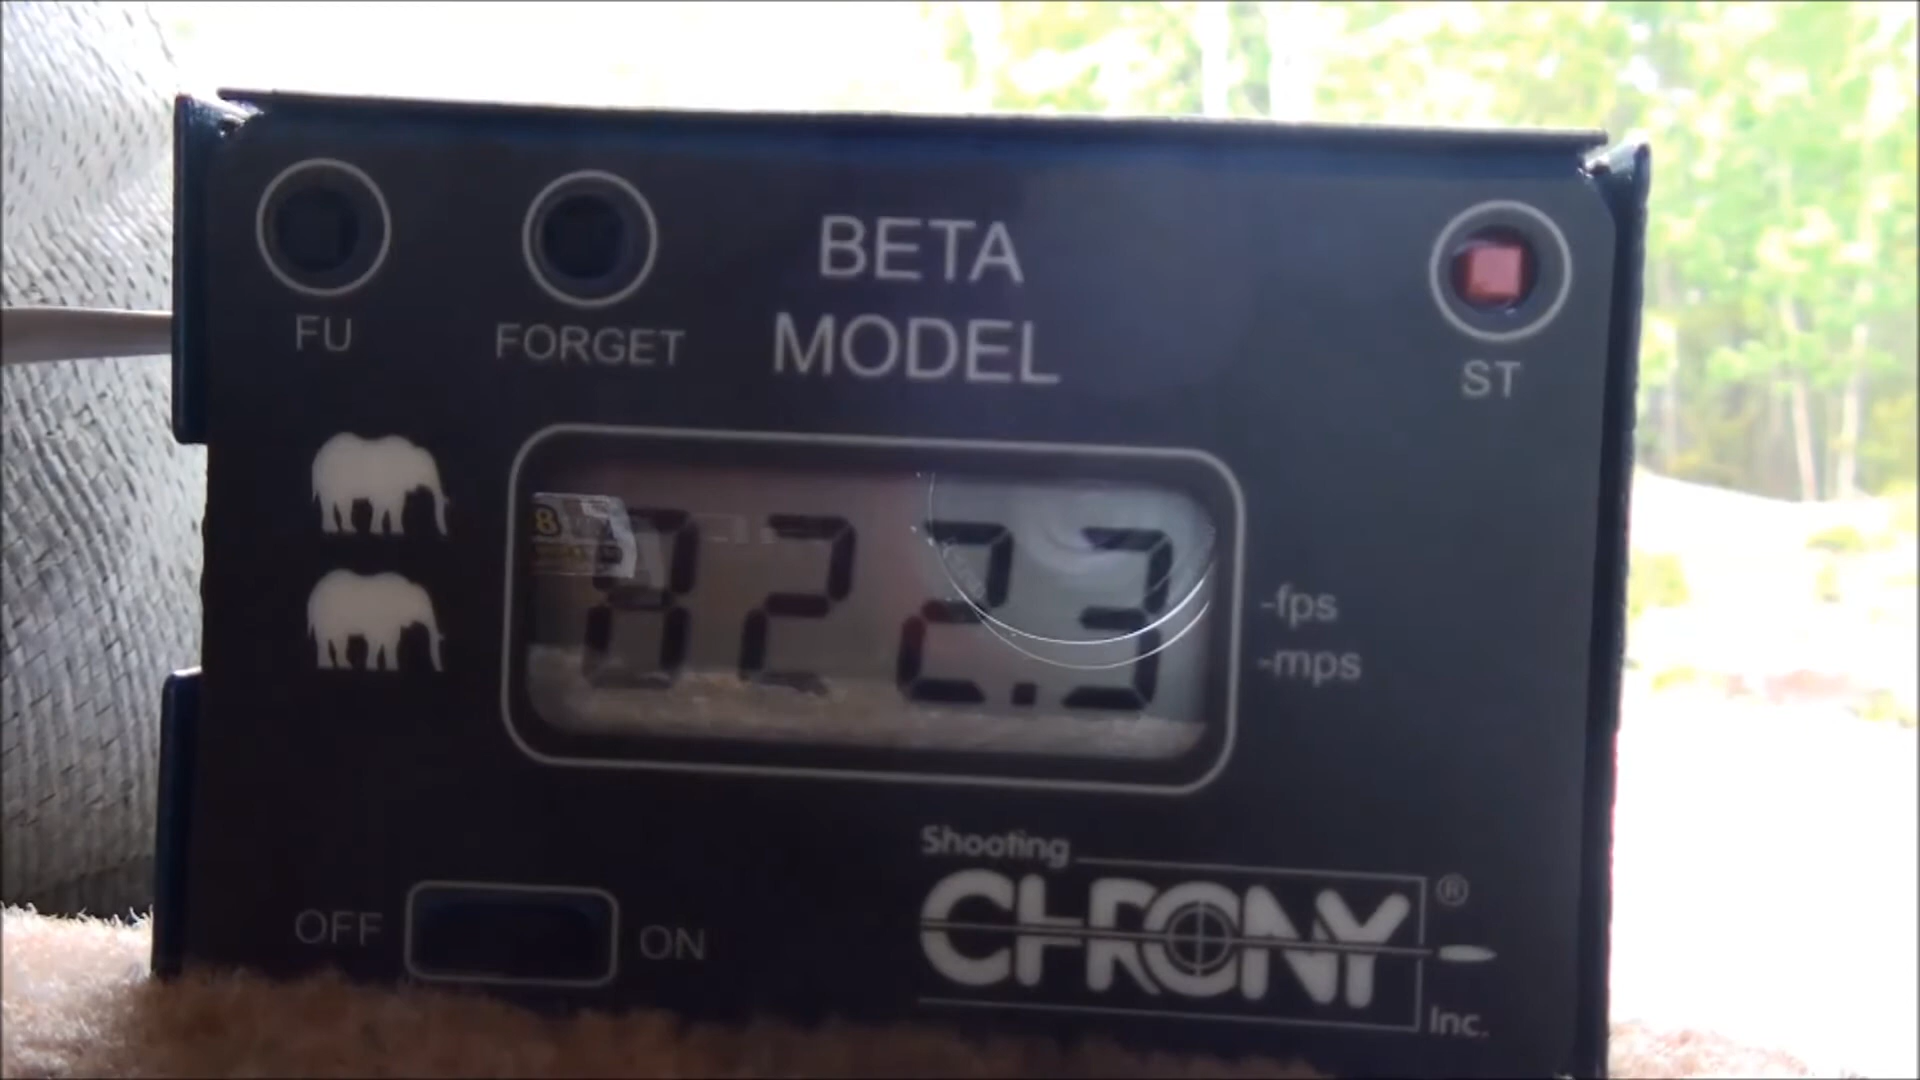 BETA
MODEL
FU
FORGET
ST
822.3
-fps
-mps
OFF
ON
Shooting
CHRONY ®
Inc.